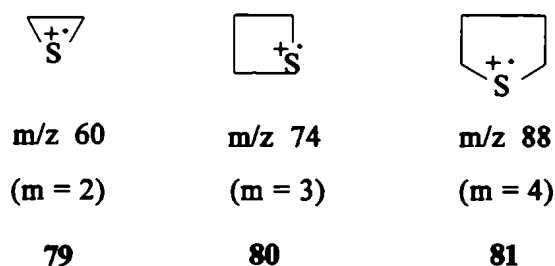 +· S +· S +· S
m/z 60 m/z 74 m/z 88
(m = 2) (m = 3) (m = 4)
79 80 81